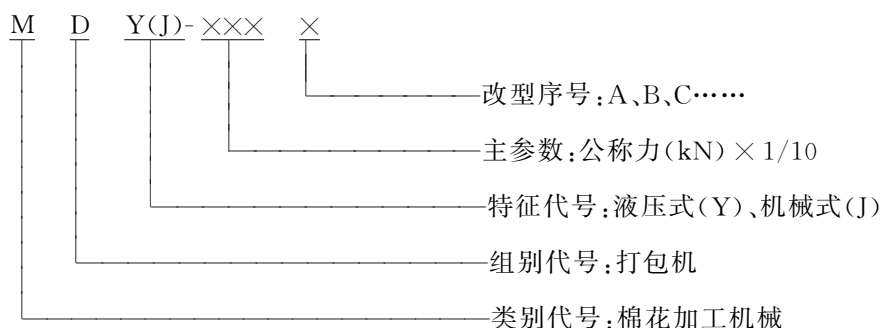 M D Y(J)-××× ×
改型序号:A、B、C……
主参数:公称力(kN)×1/10
特征代号:液压式(Y)、机械式(J)
组别代号:打包机
类别代号:棉花加工机械